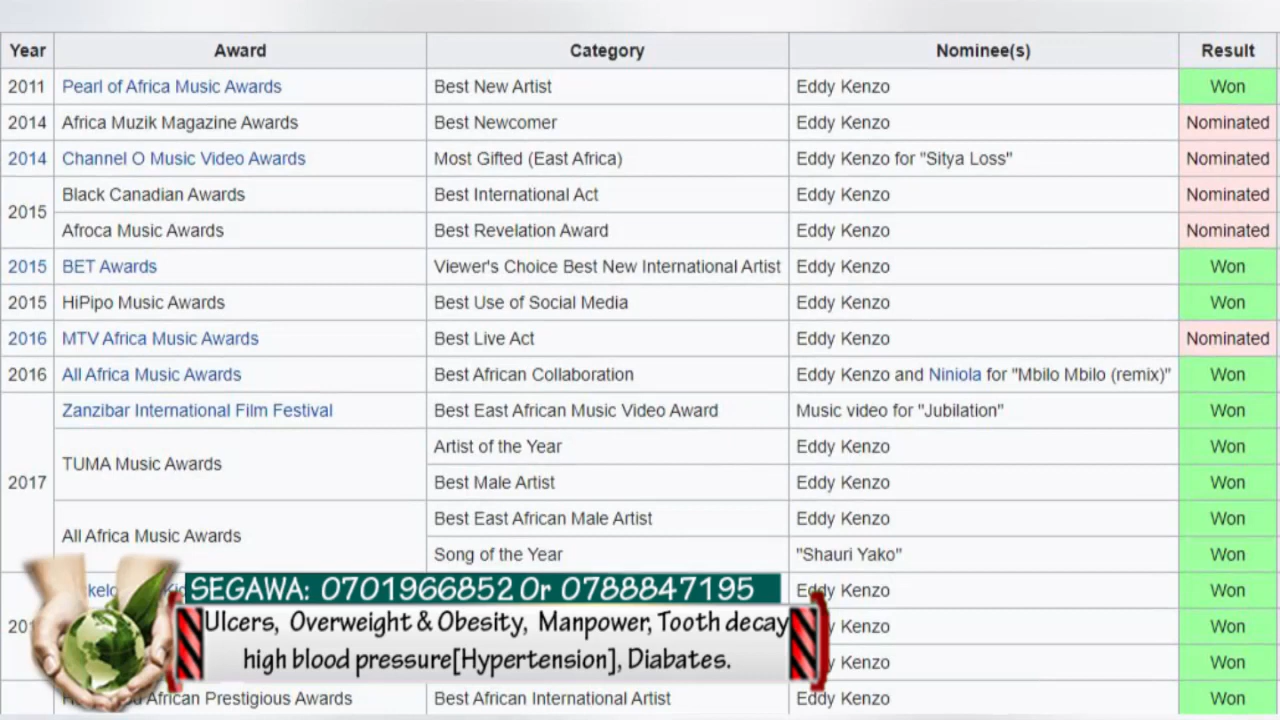 Year Award Category Nominee(s) Result
2011 Pearl of Africa Music Awards Best New Artist Eddy Kenzo Won
2014 Africa Muzik Magazine Awards Best Newcomer Eddy Kenzo Nominated
2014 Channel O Music Video Awards Most Gifted (East Africa) Eddy Kenzo for "Sitya Loss" Nominated
2015 Black Canadian Awards Best International Act Eddy Kenzo Nominated
Afroca Music Awards Best Revelation Award Eddy Kenzo Nominated
2015 BET Awards Viewer's Choice Best New International Artist Eddy Kenzo Won
2015 HiPipo Music Awards Best Use of Social Media Eddy Kenzo Won
2016 MTV Africa Music Awards Best Live Act Eddy Kenzo Nominated
2016 All Africa Music Awards Best African Collaboration Eddy Kenzo and Niniola for "Mbilo Mbilo (remix)" Won
2017 Zanzibar International Film Festival Best East African Music Video Award Music video for "Jubilation" Won
TUMA Music Awards Artist of the Year Eddy Kenzo Won
Best Male Artist Eddy Kenzo Won
All Africa Music Awards Best East African Male Artist Eddy Kenzo Won
Song of the Year "Shauri Yako" Won
Eddy Kenzo Won
Kenzo Won
Eddy Kenzo Won
African Prestigious Awards Best African International Artist Eddy Kenzo Won
SEGAWA: 0701966852 Or 0788847195
Ulcers, Overweight & Obesity, Manpower, Tooth decay
high blood pressure[Hypertension], Diabates.